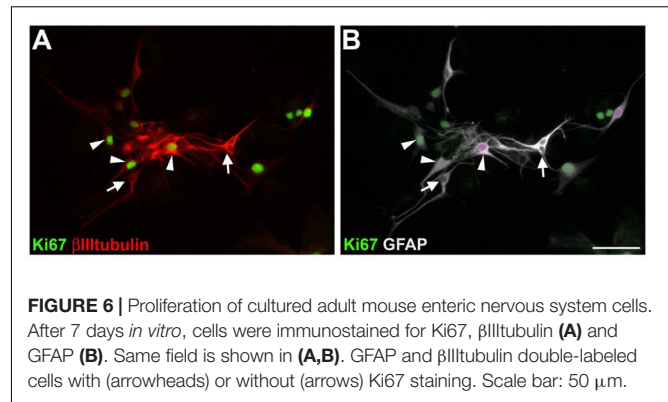 A
B
Ki67 βIIItubulin
Ki67 GFAP
FIGURE 6 | Proliferation of cultured adult mouse enteric nervous system cells.
After 7 days in vitro, cells were immunostained for Ki67, βIIItubulin (A) and
GFAP (B). Same field is shown in (A,B). GFAP and βIIItubulin double-labeled
cells with (arrowheads) or without (arrows) Ki67 staining. Scale bar: 50 μm.